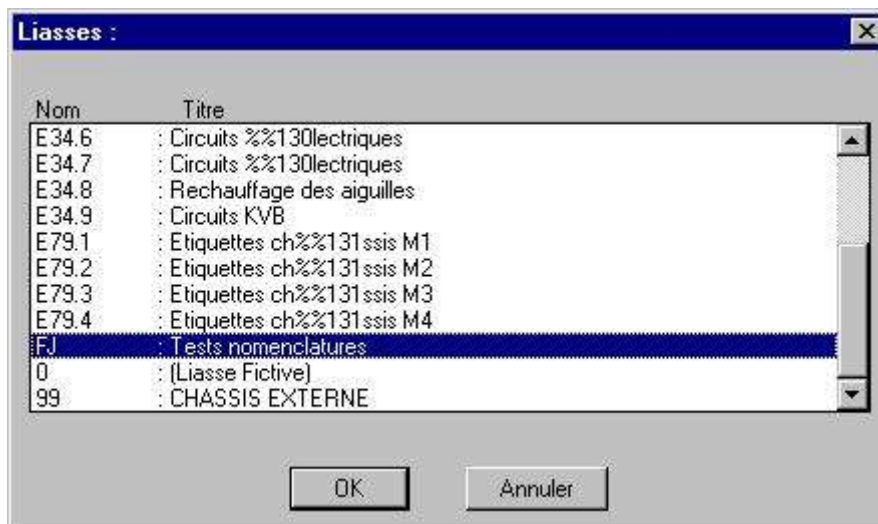 Liasses :
Nom Titre
E34.6 : Circuits %%130lectriques
E34.7 : Circuits %%130lectriques
E34.8 : Rechauffage des aiguilles
E34.9 : Circuits KVB
E79.1 : Etiquettes ch%%131ssis M1
E79.2 : Etiquettes ch%%131ssis M2
E79.3 : Etiquettes ch%%131ssis M3
E79.4 : Etiquettes ch%%131ssis M4
FJ : Tests nomenclatures
0 : (Liasse Fictive)
99 : CHASSIS EXTERNE
OK Annuler